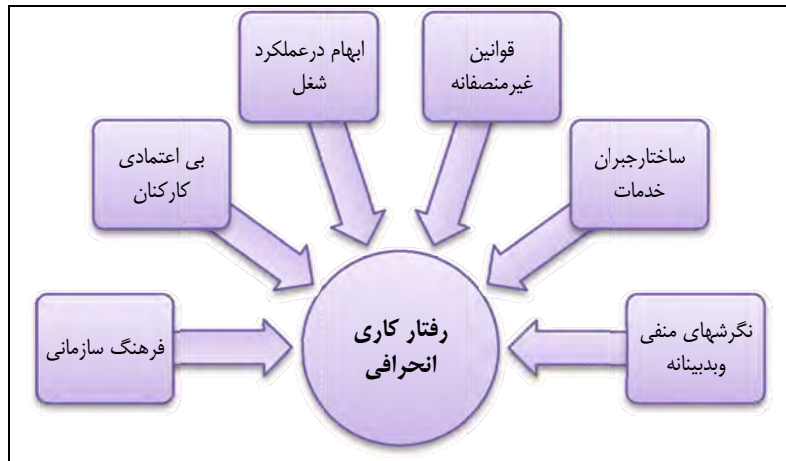 قوانین
غیرمنصفانه
ابهام درعملکرد
شغل
ساختارجبران
خدمات
بی اعتمادی
کارکنان
نگرشهای منفی
وبدبینانه
فرهنگ سازمانی
رفتار کاری
انحرافی